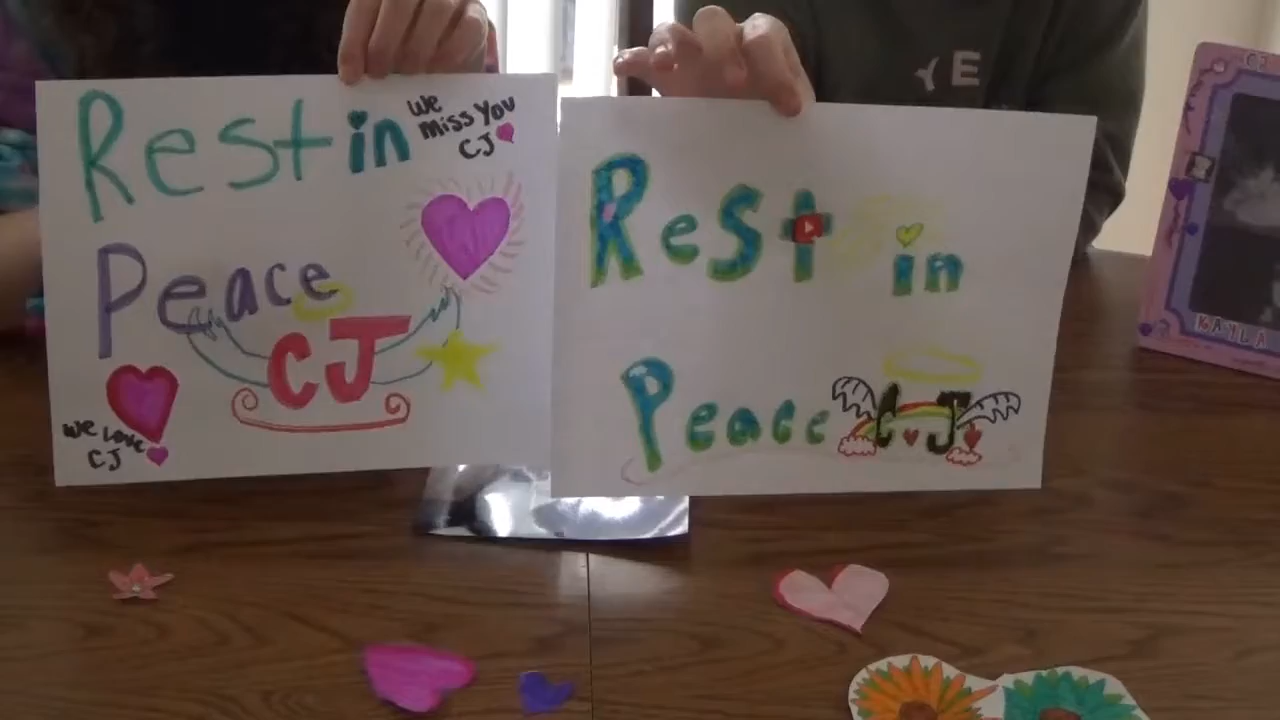 Rest in
We
miss You
CJ
Peace
CJ
We Love
CJ
ReSt in
Peace CJ
YE
KAYLA